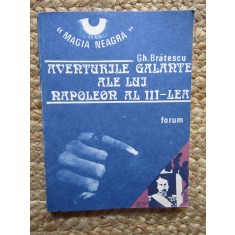 "MAGIA NEAGRĂ"
Gh. Brătescu
AVENTURILE GALANTE
ALE LUI
NAPOLEON AL III-LEA
forum